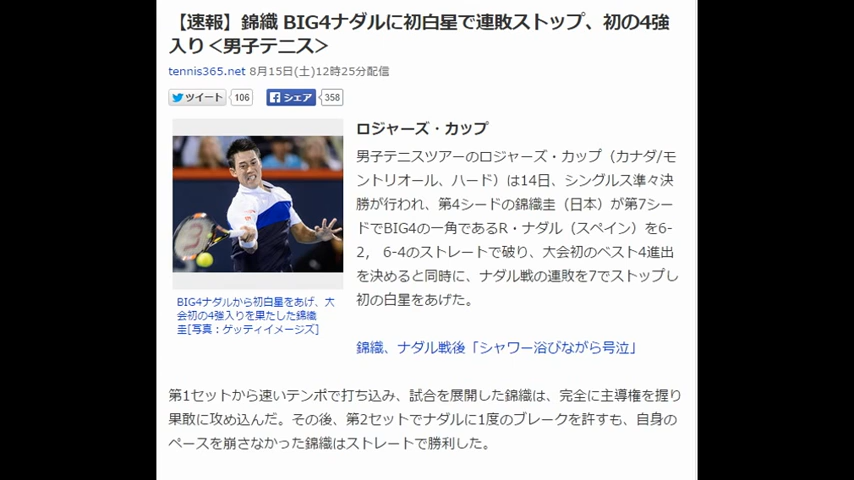 【速報】錦織 BIG4ナダルに初白星で連敗ストップ、初の4強
入り＜男子テニス＞
tennis365.net 8月15日(土)12時25分配信
ツイート 106 シェア 358
ロジャーズ・カップ
男子テニスツアーのロジャーズ・カップ（カナダ/モ
ントリオール、ハード）は14日、シングルス準々決
勝が行われ、第4シードの錦織圭（日本）が第7シー
ドでBIG4の一角であるR・ナダル（スペイン）を6-
2， 6-4のストレートで破り、大会初のベスト4進出
を決めると同時に、ナダル戦の連敗を7でストップし
初の白星をあげた。
BIG4ナダルから初白星をあげ、大
会初の4強入りを果たした錦織
圭[写真：ゲッティイメージズ]
錦織、ナダル戦後「シャワー浴びながら号泣」
第1セットから速いテンポで打ち込み、試合を展開した錦織は、完全に主導権を握り
果敢に攻め込んだ。その後、第2セットでナダルに1度のブレークを許すも、自身の
ペースを崩さなかった錦織はストレートで勝利した。